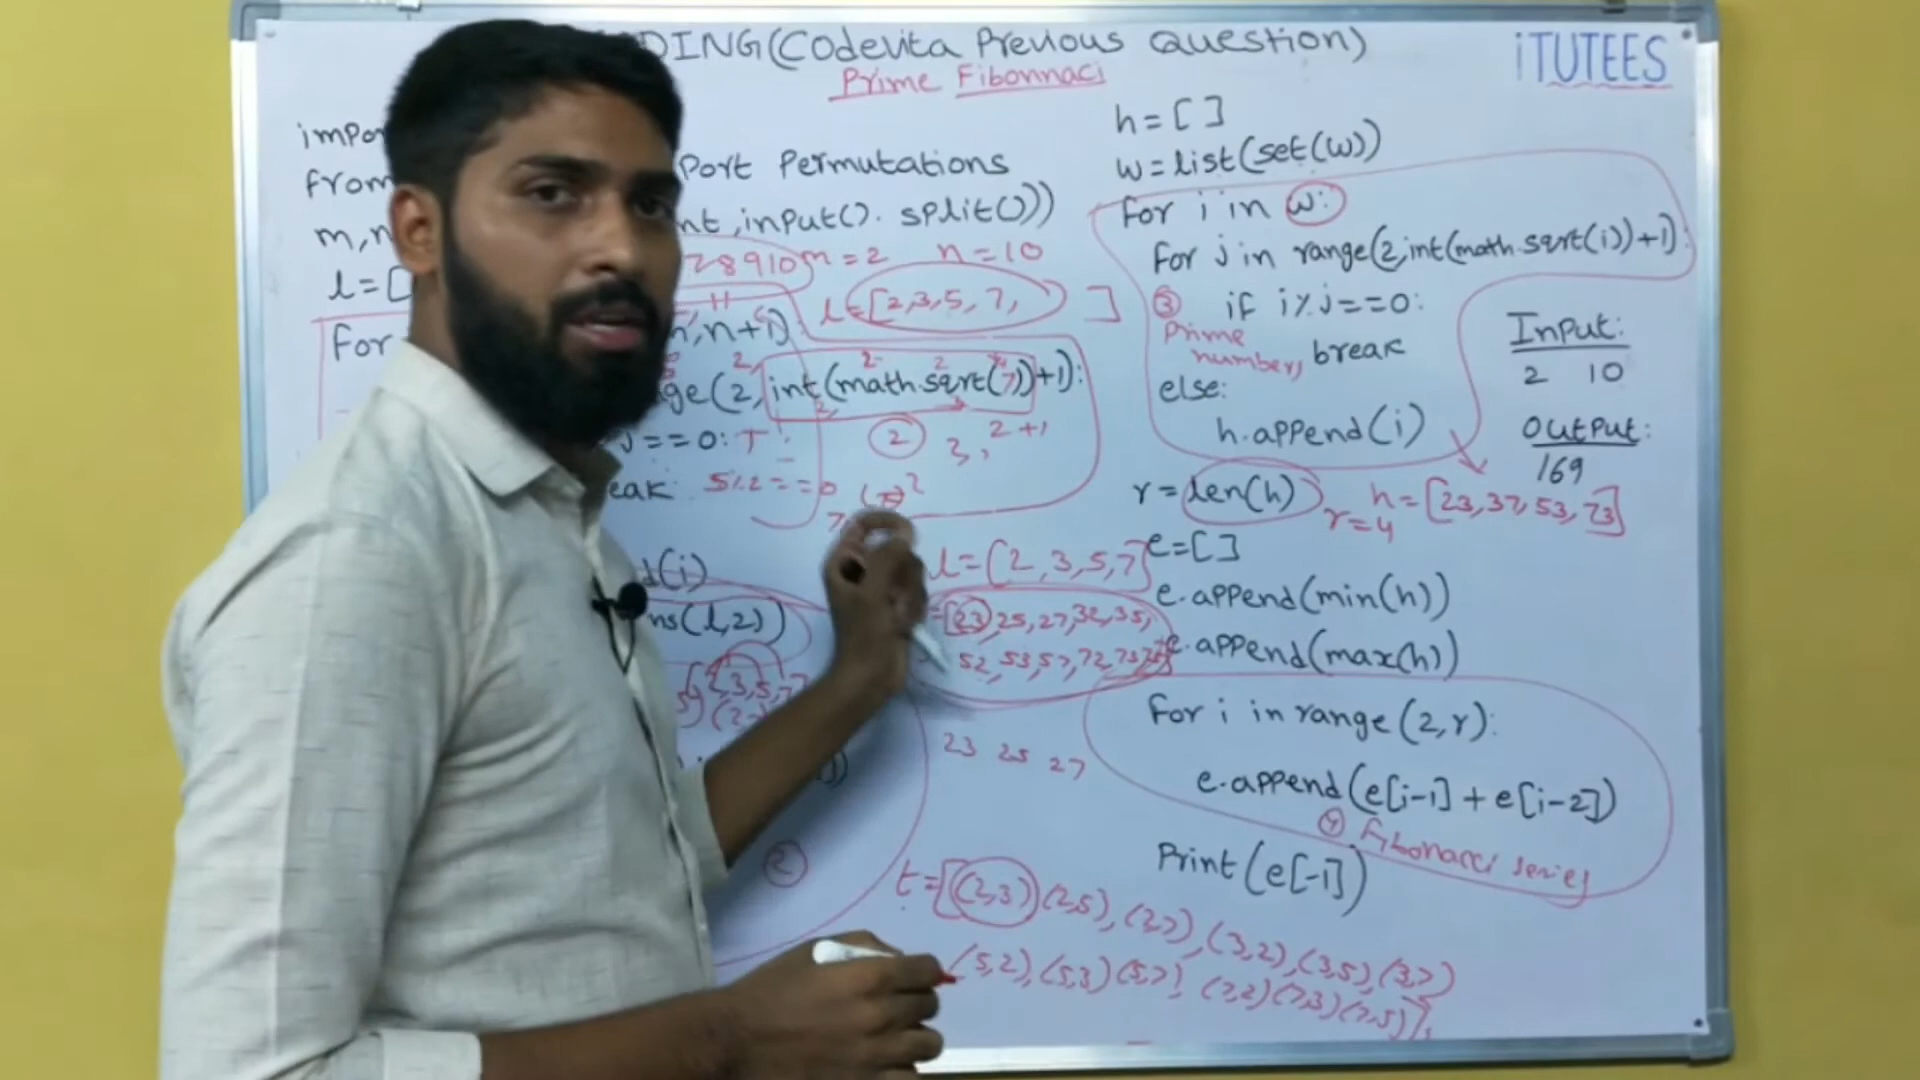 DING(Codevita Previous Question)
iTUTEES
Prime Fibonnaci
Port Permutations
From
m,n
nt,input().split()))
l=[
28910 m=2 n=10
l=[2,3,5,7, ]
For
n,n+1):
ge(2,int(math.sqrt(7))+1):
j==0: T
2
3, 2+1
eak
5%2==0
d(i)
l=[2,3,5,7]
ns(l,2))
[23,25,27,32,35,
52,53,57,72,73,75]
23 25 27
2
t=[(2,3)(2,5),(2,7),(3,2),(3,5),(3,7)
(5,2),(5,3)(5,7), (7,2)(7,3)(7,5)],
h=[]
w=list(set(w))
For i in w:
For j in range(2,int(math.sqrt(i))+1):
3 if i%j==0:
Prime
number, break
else:
h.append(i)
r=len(h)
r=4
h=[23,37,53,73]
e=[]
e.append(min(h))
e.append(max(h))
For i in range(2,r):
e.append(e[i-1]+e[i-2])
4 Fibonacci series
Print(e[-1])
Input:
2 10
Output:
169